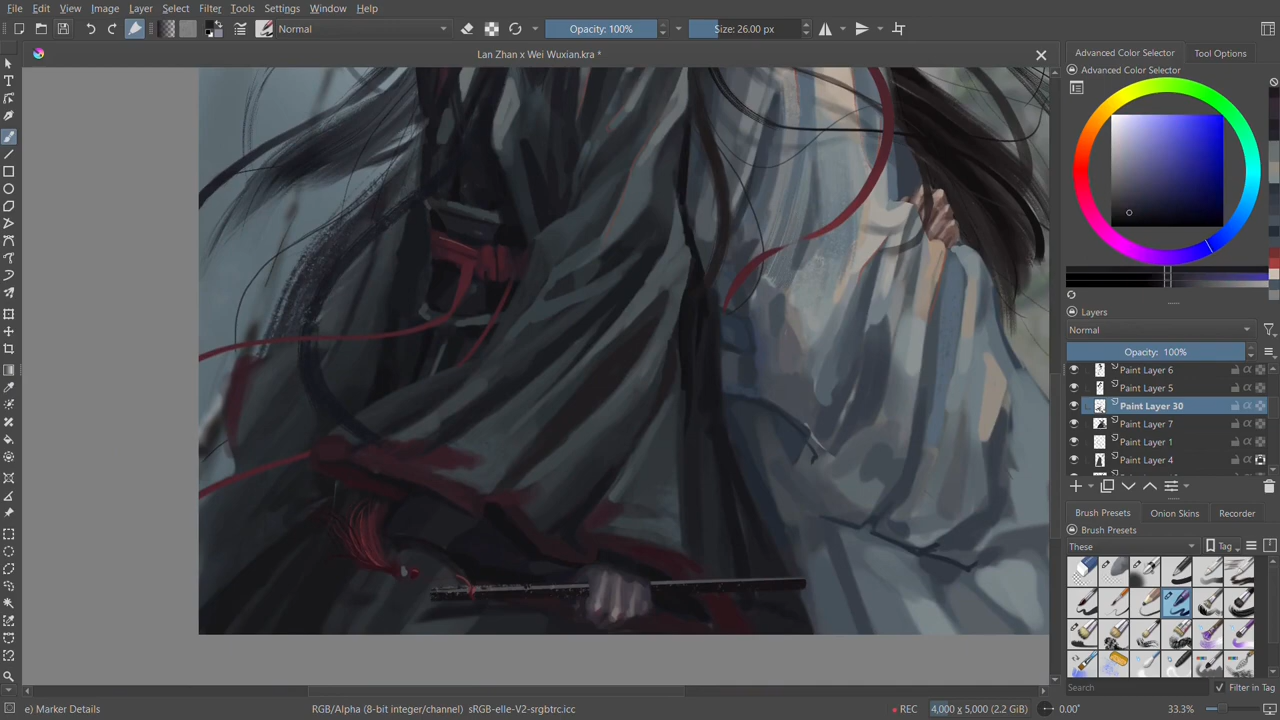 File Edit View Image Layer Select Filter Tools Settings Window Help
Normal Opacity: 100% Size: 26.00 px
Lan Zhan x Wei Wuxian.kra *
Advanced Color Selector Tool Options
Advanced Color Selector
Layers
Normal
Opacity: 100%
Paint Layer 6
Paint Layer 5
Paint Layer 30
Paint Layer 7
Paint Layer 1
Paint Layer 4
Brush Presets Onion Skins Recorder
Brush Presets
These Tag
Search Filter in Tag
e) Marker Details RGB/Alpha (8-bit integer/channel) sRGB-elle-V2-srgbtrc.icc REC 4,000 x 5,000 (2.2 GiB) 0.00° 33.3%